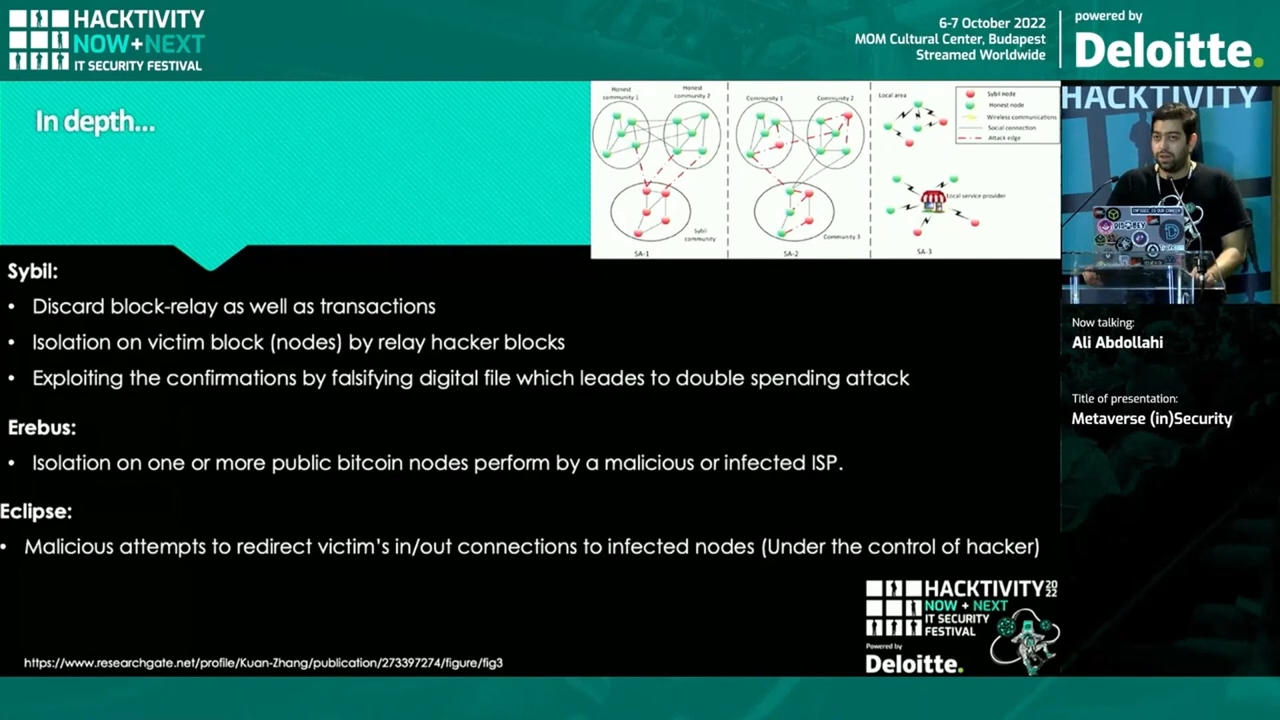 HACKTIVITY
NOW+NEXT
IT SECURITY FESTIVAL
6-7 October 2022
MOM Cultural Center, Budapest
Streamed Worldwide
powered by
Deloitte.
In depth...
Honest
community 1
Honest
community 2
Sybil
community
SA-1
Community 1
Community 2
Community 3
SA-2
Local area
Local service
provider
SA-3
Sybil node
Honest node
Wireless communications
Social connection
Attack edge
HACKTIVITY
Now talking:
Ali Abdollahi
Title of presentation:
Metaverse (in)Security
Sybil:
• Discard block-relay as well as transactions
• Isolation on victim block (nodes) by relay hacker blocks
• Exploiting the confirmations by falsifying digital file which leads to double spending attack
Erebus:
• Isolation on one or more public bitcoin nodes perform by a malicious or infected ISP.
Eclipse:
• Malicious attempts to redirect victim's in/out connections to infected nodes (Under the control of hacker)
HACKTIVITY 20
22
NOW + NEXT
IT SECURITY
FESTIVAL
Powered by
Deloitte.
https://www.researchgate.net/profile/Kuan-Zhang/publication/273397274/figure/fig3